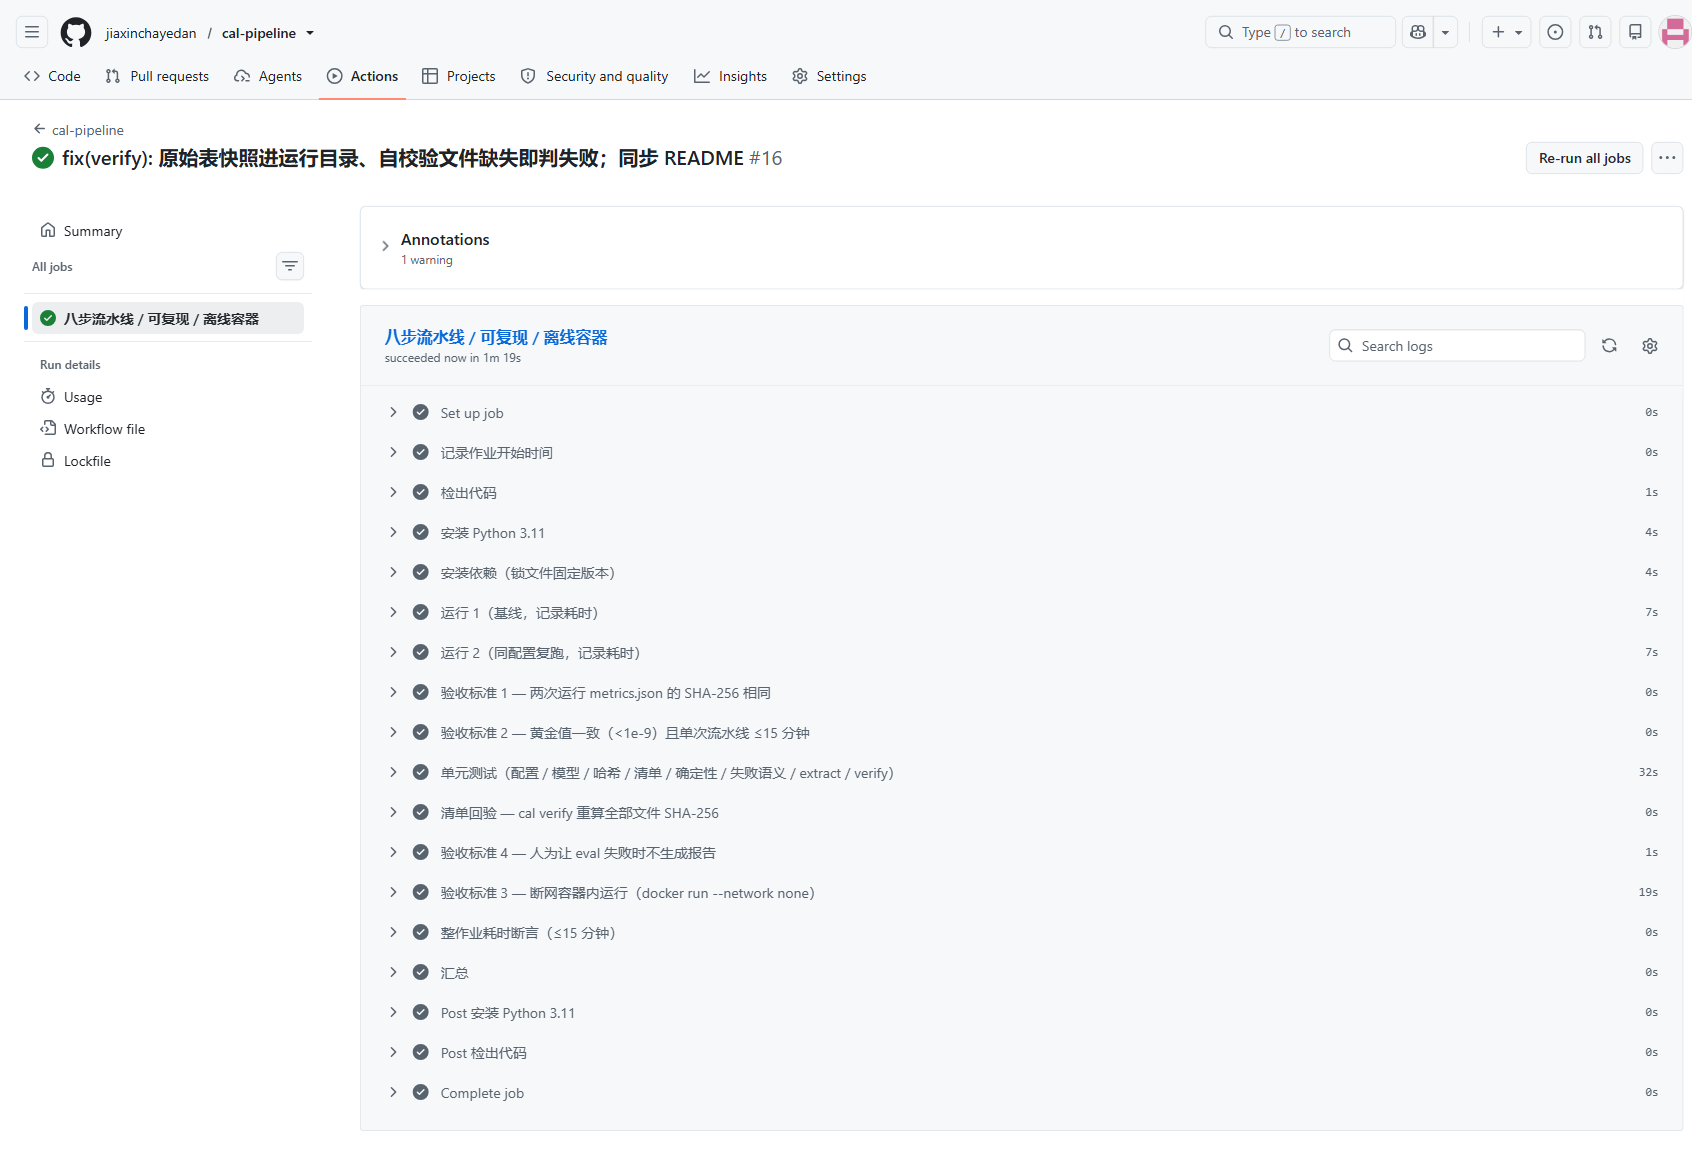 jiaxinchayedan / cal-pipeline
Type / to search
Code
Pull requests
Agents
Actions
Projects
Security and quality
Insights
Settings
cal-pipeline
fix(verify): 原始表快照进运行目录、自校验文件缺失即判失败；同步 README #16
Re-run all jobs
Summary
All jobs
八步流水线 / 可复现 / 离线容器
Run details
Usage
Workflow file
Lockfile
Annotations
1 warning
八步流水线 / 可复现 / 离线容器
succeeded now in 1m 19s
Search logs
Set up job 0s
记录作业开始时间 0s
检出代码 1s
安装 Python 3.11 4s
安装依赖（锁文件固定版本） 4s
运行 1（基线，记录耗时） 7s
运行 2（同配置复跑，记录耗时） 7s
验收标准 1 — 两次运行 metrics.json 的 SHA-256 相同 0s
验收标准 2 — 黄金值一致（<1e-9）且单次流水线 ≤15 分钟 0s
单元测试（配置 / 模型 / 哈希 / 清单 / 确定性 / 失败语义 / extract / verify） 32s
清单回验 — cal verify 重算全部文件 SHA-256 0s
验收标准 4 — 人为让 eval 失败时不生成报告 1s
验收标准 3 — 断网容器内运行（docker run --network none） 19s
整作业耗时断言（≤15 分钟） 0s
汇总 0s
Post 安装 Python 3.11 0s
Post 检出代码 0s
Complete job 0s